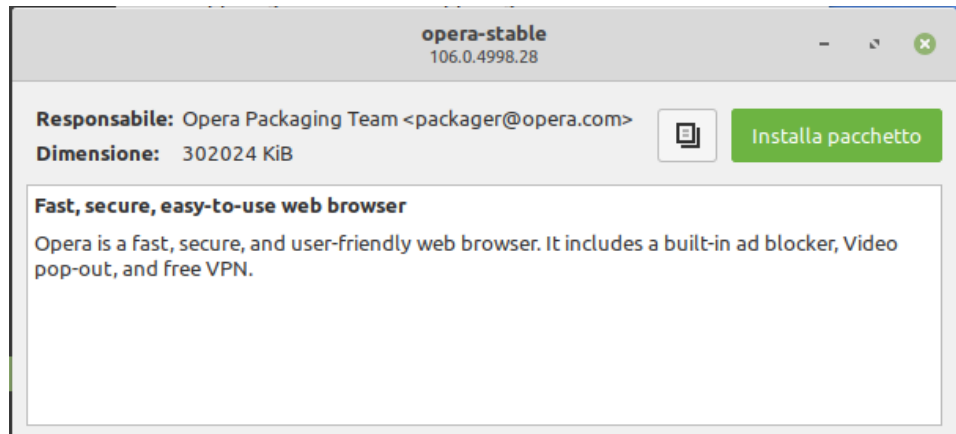 opera-stable
106.0.4998.28
Responsabile: Opera Packaging Team <packager@opera.com>
Installa pacchetto
Dimensione: 302024 KiB
Fast, secure, easy-to-use web browser
Opera is a fast, secure, and user-friendly web browser. It includes a built-in ad blocker, Video
pop-out, and free VPN.